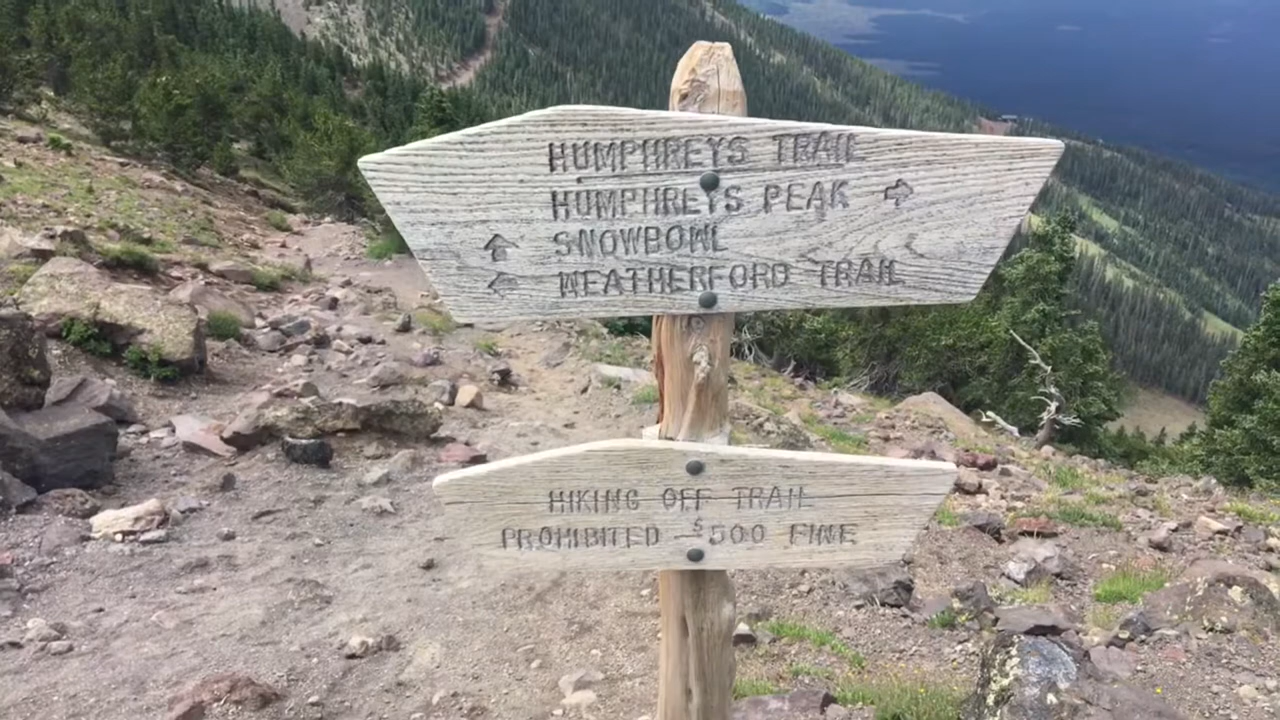 HUMPHREYS TRAIL
HUMPHREYS PEAK
SNOWBOWL
WEATHERFORD TRAIL
HIKING OFF TRAIL
PROHIBITED – $500 FINE